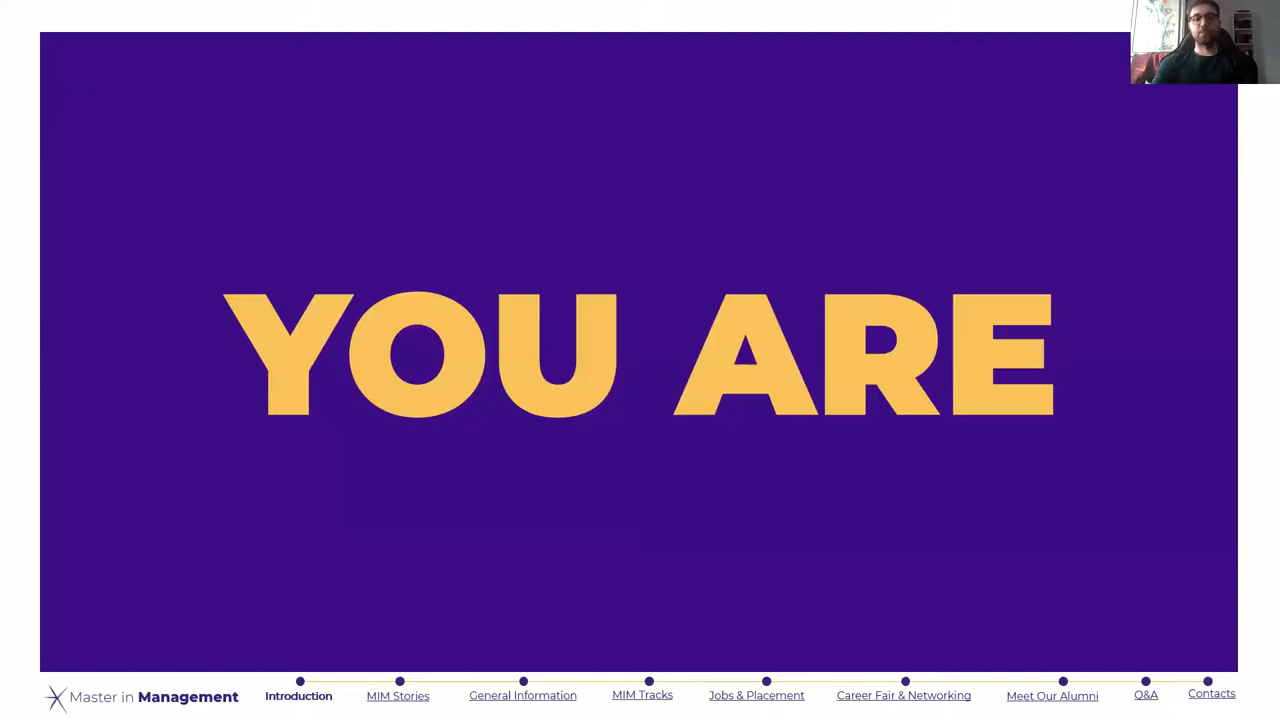 YOU ARE
Master in Management
Introduction
MIM Stories
General Information
MIM Tracks
Jobs & Placement
Career Fair & Networking
Meet Our Alumni
Q&A
Contacts